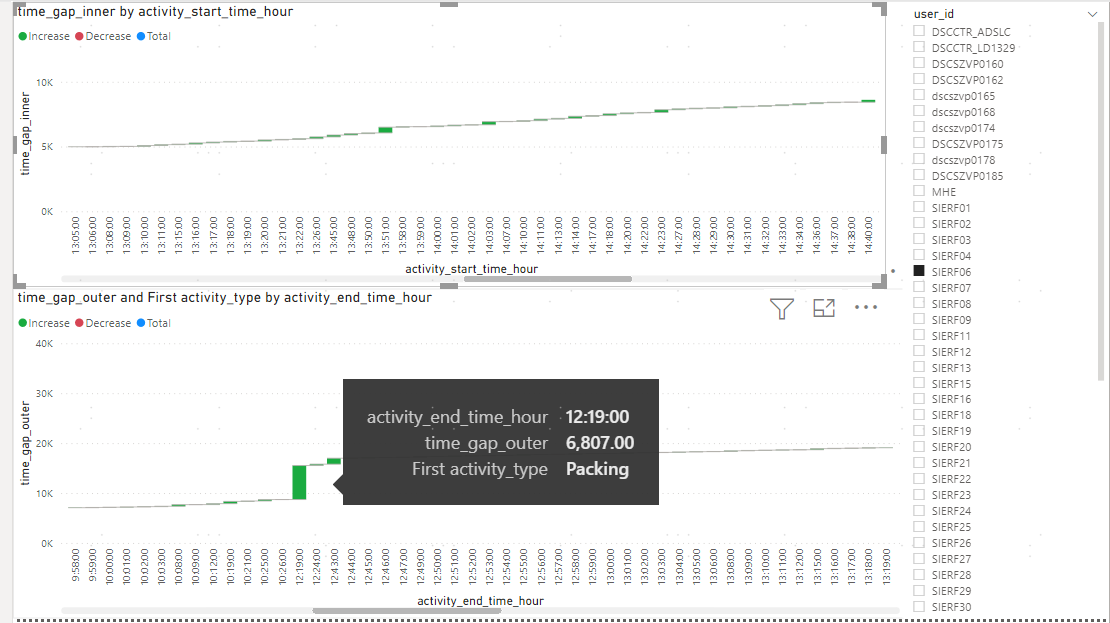 time_gap_inner by activity_start_time_hour
Increase Decrease Total
10K
5K
0K
time_gap_inner
13:05:00 13:06:00 13:08:00 13:09:00 13:10:00 13:11:00 13:15:00 13:16:00 13:17:00 13:18:00 13:19:00 13:20:00 13:21:00 13:22:00 13:26:00 13:45:00 13:48:00 13:50:00 13:51:00 13:58:00 13:59:00 14:00:00 14:01:00 14:02:00 14:03:00 14:07:00 14:10:00 14:11:00 14:13:00 14:14:00 14:17:00 14:18:00 14:20:00 14:22:00 14:23:00 14:27:00 14:28:00 14:29:00 14:30:00 14:31:00 14:32:00 14:33:00 14:34:00 14:36:00 14:37:00 14:38:00 14:40:00
activity_start_time_hour
time_gap_outer and First activity_type by activity_end_time_hour
Increase Decrease Total
40K
30K
20K
10K
0K
time_gap_outer
activity_end_time_hour 12:19:00
time_gap_outer 6,807.00
First activity_type Packing
9:58:00 9:59:00 10:00:00 10:01:00 10:02:00 10:03:00 10:08:00 10:09:00 10:12:00 10:19:00 10:21:00 10:25:00 10:26:00 12:19:00 12:24:00 12:43:00 12:46:00 12:47:00 12:48:00 12:49:00 12:50:00 12:51:00 12:52:00 12:53:00 12:54:00 12:55:00 12:56:00 12:57:00 12:58:00 12:59:00 13:00:00 13:01:00 13:02:00 13:03:00 13:04:00 13:05:00 13:06:00 13:08:00 13:09:00 13:10:00 13:11:00 13:12:00 13:15:00 13:16:00 13:17:00 13:18:00 13:19:00
activity_end_time_hour
user_id
DSCCTR_ADSLC
DSCCTR_LD1329
DSCSZVP0160
DSCSZVP0162
dscszvp0165
dscszvp0168
dscszvp0174
DSCSZVP0175
dscszvp0178
DSCSZVP0185
MHE
SIERF01
SIERF02
SIERF03
SIERF04
SIERF06
SIERF07
SIERF08
SIERF09
SIERF11
SIERF12
SIERF13
SIERF15
SIERF16
SIERF18
SIERF19
SIERF20
SIERF21
SIERF22
SIERF23
SIERF24
SIERF25
SIERF26
SIERF27
SIERF28
SIERF29
SIERF30